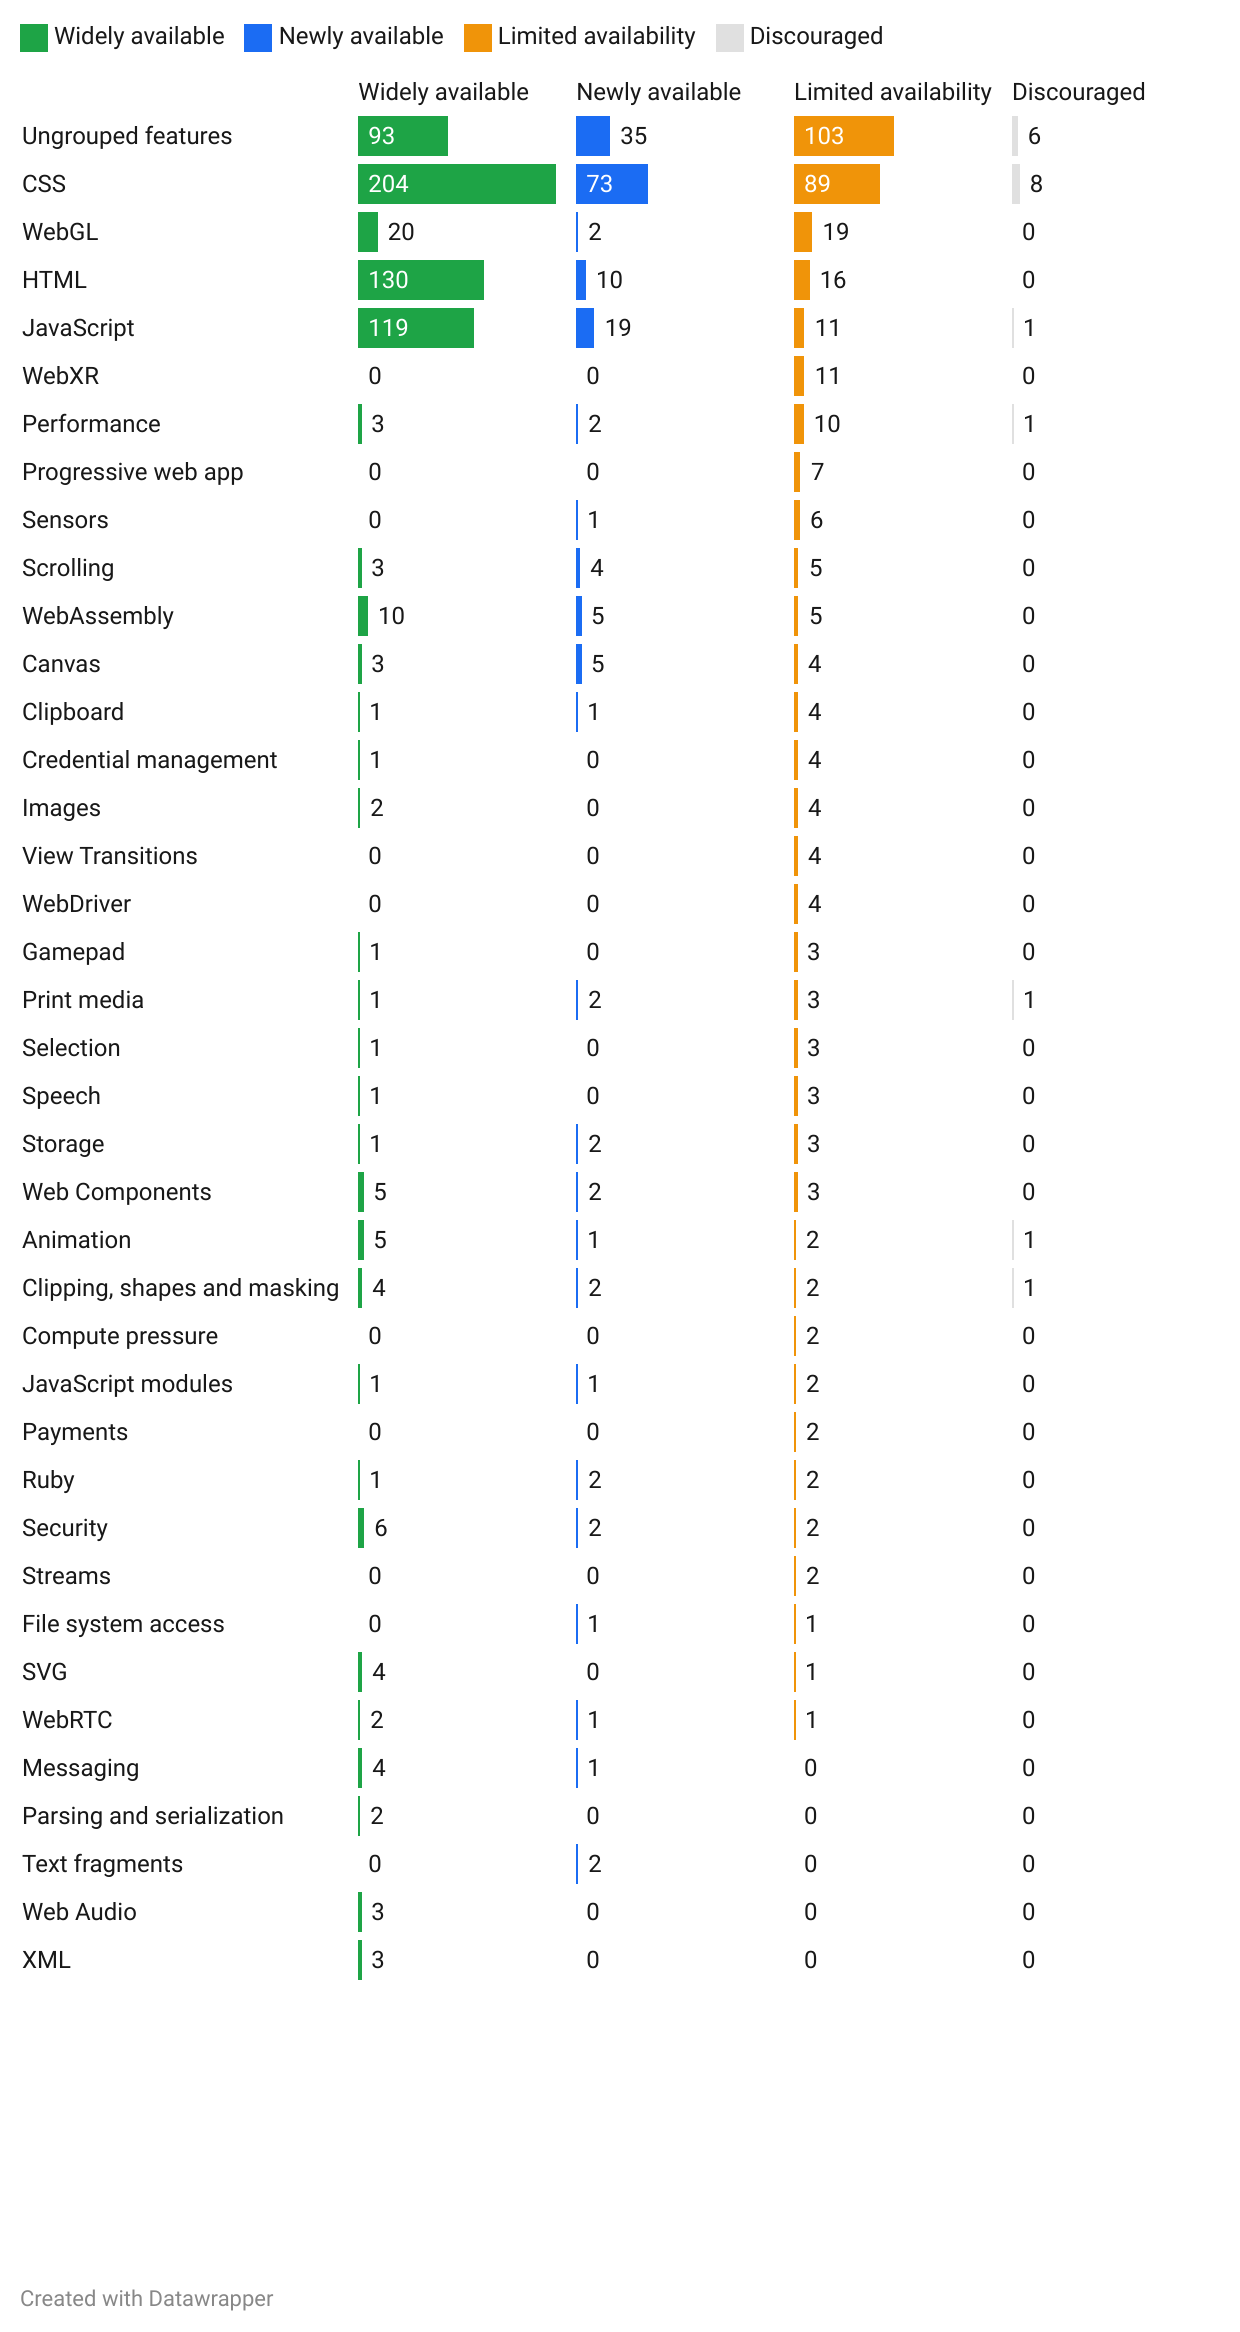 Widely available Newly available Limited availability Discouraged
Widely available Newly available Limited availability Discouraged
Ungrouped features 93 35 103 6
CSS 204 73 89 8
WebGL 20 2 19 0
HTML 130 10 16 0
JavaScript 119 19 11 1
WebXR 0 0 11 0
Performance 3 2 10 1
Progressive web app 0 0 7 0
Sensors 0 1 6 0
Scrolling 3 4 5 0
WebAssembly 10 5 5 0
Canvas 3 5 4 0
Clipboard 1 1 4 0
Credential management 1 0 4 0
Images 2 0 4 0
View Transitions 0 0 4 0
WebDriver 0 0 4 0
Gamepad 1 0 3 0
Print media 1 2 3 1
Selection 1 0 3 0
Speech 1 0 3 0
Storage 1 2 3 0
Web Components 5 2 3 0
Animation 5 1 2 1
Clipping, shapes and masking 4 2 2 1
Compute pressure 0 0 2 0
JavaScript modules 1 1 2 0
Payments 0 0 2 0
Ruby 1 2 2 0
Security 6 2 2 0
Streams 0 0 2 0
File system access 0 1 1 0
SVG 4 0 1 0
WebRTC 2 1 1 0
Messaging 4 1 0 0
Parsing and serialization 2 0 0 0
Text fragments 0 2 0 0
Web Audio 3 0 0 0
XML 3 0 0 0
Created with Datawrapper